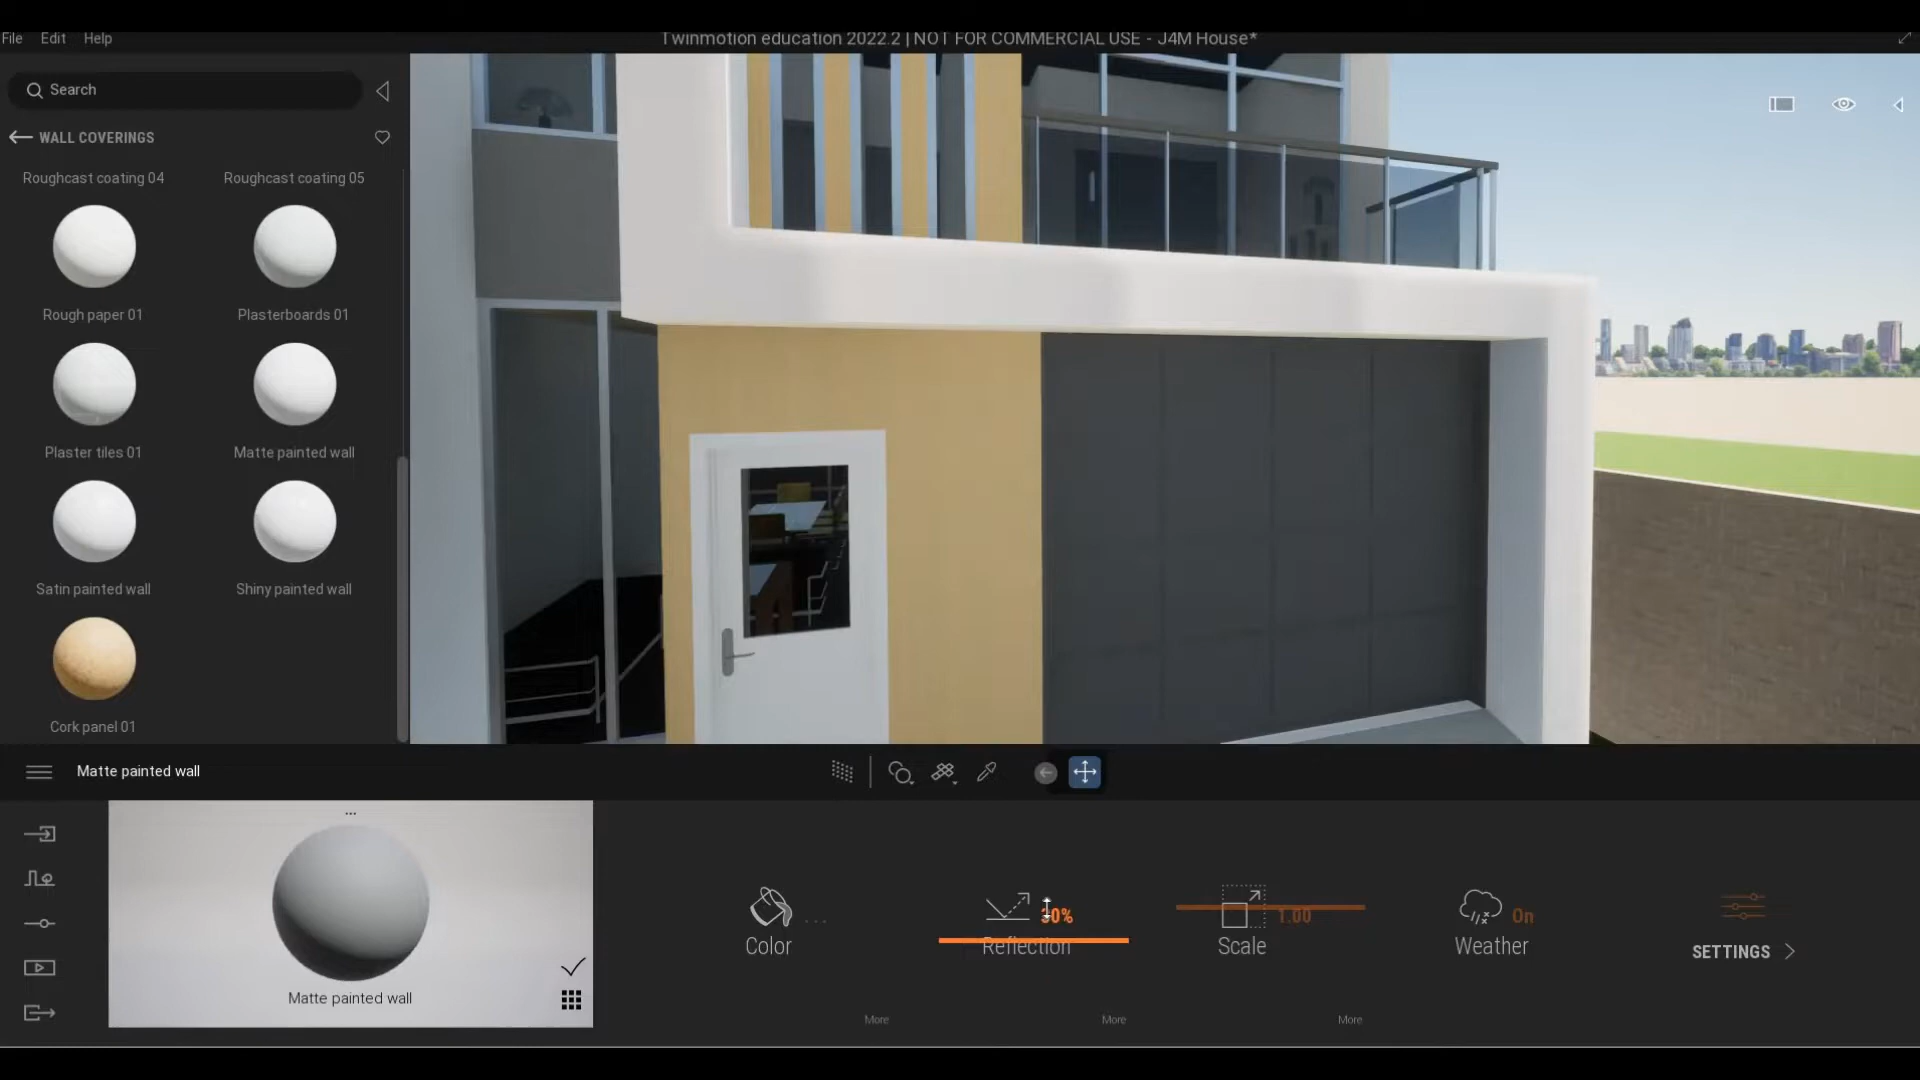 File Edit Help
Twinmotion education 2022.2 | NOT FOR COMMERCIAL USE - J4M House*
Search
WALL COVERINGS
Roughcast coating 04 Roughcast coating 05
Rough paper 01 Plasterboards 01
Plaster tiles 01 Matte painted wall
Satin painted wall Shiny painted wall
Cork panel 01
Matte painted wall
...
Matte painted wall
Color ...
Reflection 30%
Scale 1.00
Weather On
SETTINGS
More More More